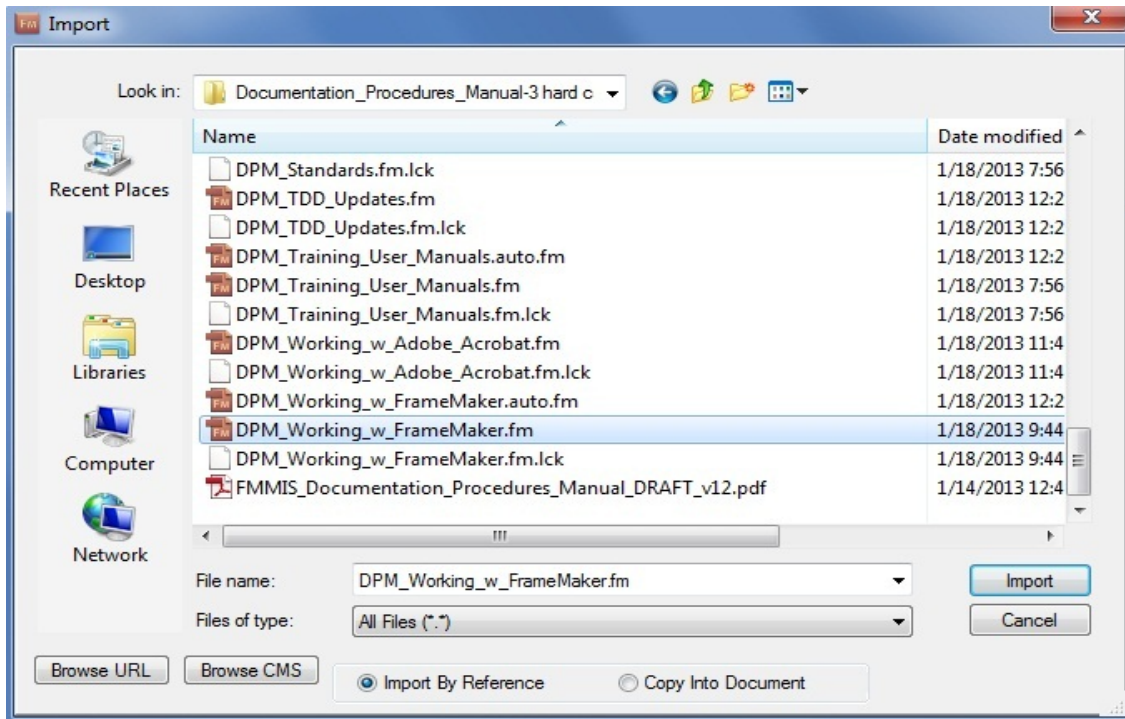 FM Import
Look in: Documentation_Procedures_Manual-3 hard c
Name Date modified
DPM_Standards.fm.lck 1/18/2013 7:56
DPM_TDD_Updates.fm 1/18/2013 12:2
DPM_TDD_Updates.fm.lck 1/18/2013 12:2
DPM_Training_User_Manuals.auto.fm 1/18/2013 12:2
DPM_Training_User_Manuals.fm 1/18/2013 7:56
DPM_Training_User_Manuals.fm.lck 1/18/2013 7:56
DPM_Working_w_Adobe_Acrobat.fm 1/18/2013 11:4
DPM_Working_w_Adobe_Acrobat.fm.lck 1/18/2013 11:4
DPM_Working_w_FrameMaker.auto.fm 1/18/2013 12:2
DPM_Working_w_FrameMaker.fm 1/18/2013 9:44
DPM_Working_w_FrameMaker.fm.lck 1/18/2013 9:44
FMMIS_Documentation_Procedures_Manual_DRAFT_v12.pdf 1/14/2013 12:4
Recent Places
Desktop
Libraries
Computer
Network
File name: DPM_Working_w_FrameMaker.fm Import
Files of type: All Files (*.*) Cancel
Browse URL Browse CMS Import By Reference Copy Into Document